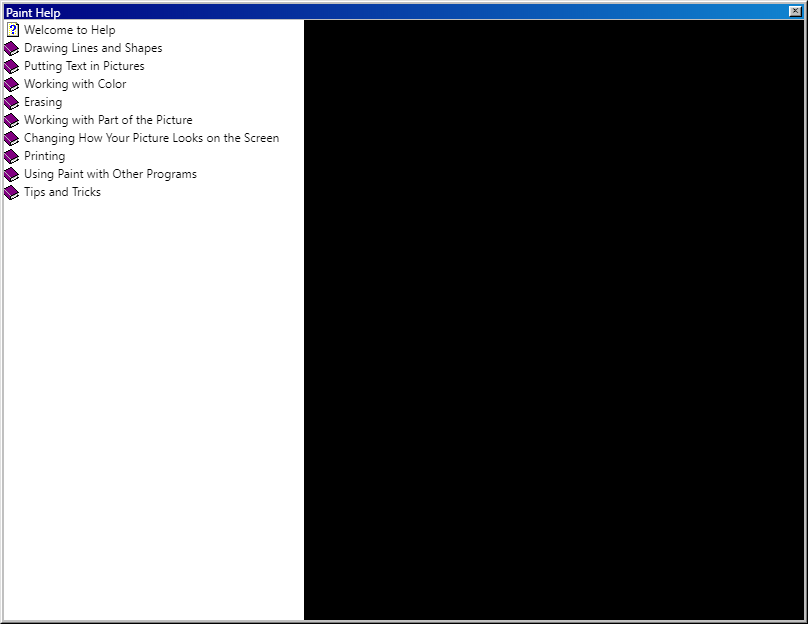 Paint Help
Welcome to Help
Drawing Lines and Shapes
Putting Text in Pictures
Working with Color
Erasing
Working with Part of the Picture
Changing How Your Picture Looks on the Screen
Printing
Using Paint with Other Programs
Tips and Tricks